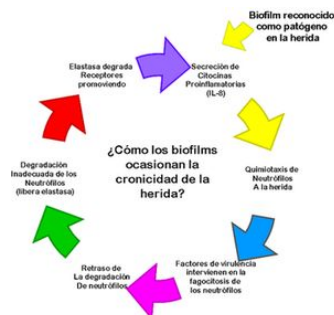 Biofilm reconocido
como patógeno
en la herida
Secreción de
Citocinas
Proinflamatorias
(IL-8)
Quimiotaxis de
Neutrófilos
A la herida
Factores de virulencia
intervienen en la
fagocitosis de
los neutrófilos
Retraso de
La degradación
De neutrófilos
Degradación
Inadecuada de los
Neutrófilos
(libera elastasa)
Elastasa degrada
Receptores
promoviendo
¿Cómo los biofilms
ocasionan la
cronicidad de la
herida?